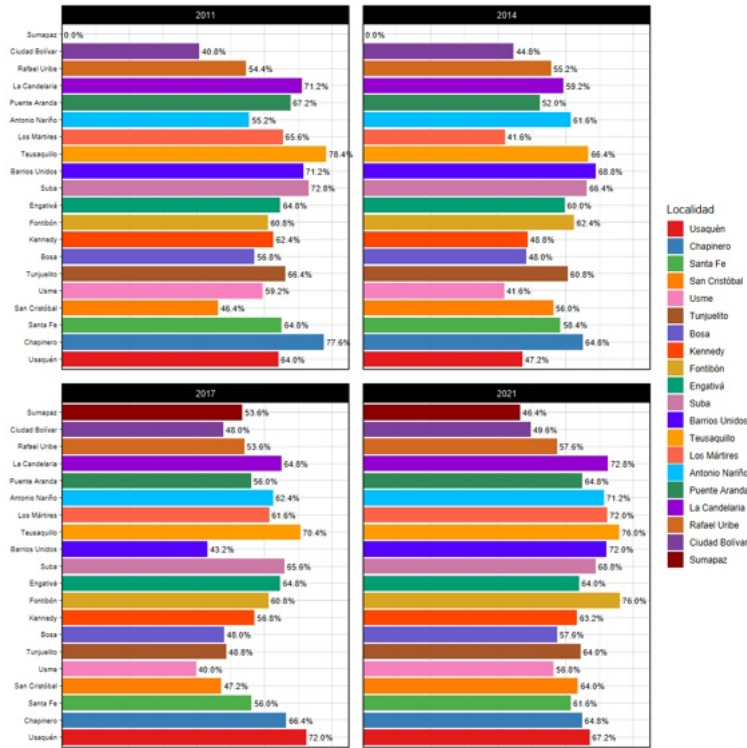 2011 2014
Sumapaz 0.0% 0.0%
Ciudad Bolívar 40.8% 44.8%
Rafael Uribe 54.4% 55.2%
La Candelaria 71.2% 59.2%
Puente Aranda 67.2% 52.0%
Antonio Nariño 55.2% 61.6%
Los Mártires 65.6% 41.6%
Teusaquillo 78.4% 66.4%
Barrios Unidos 71.2% 68.8%
Suba 72.8% 66.4%
Engativá 64.8% 60.0%
Fontibón 60.8% 62.4%
Kennedy 62.4% 48.8%
Bosa 56.8% 48.0%
Tunjuelito 66.4% 60.8%
Usme 59.2% 41.6%
San Cristóbal 46.4% 56.0%
Santa Fe 64.8% 58.4%
Chapinero 77.6% 64.8%
Usaquén 64.0% 47.2%
2017 2021
Sumapaz 53.6% 46.4%
Ciudad Bolívar 48.0% 49.6%
Rafael Uribe 53.6% 57.6%
La Candelaria 64.8% 72.8%
Puente Aranda 56.0% 64.8%
Antonio Nariño 62.4% 71.2%
Los Mártires 61.6% 72.0%
Teusaquillo 70.4% 76.0%
Barrios Unidos 43.2% 72.0%
Suba 65.6% 68.8%
Engativá 64.8% 64.0%
Fontibón 60.8% 76.0%
Kennedy 56.8% 63.2%
Bosa 48.0% 57.6%
Tunjuelito 48.8% 64.0%
Usme 40.0% 56.8%
San Cristóbal 47.2% 64.0%
Santa Fe 56.0% 61.6%
Chapinero 66.4% 64.8%
Usaquén 72.0% 67.2%
Localidad
Usaquén
Chapinero
Santa Fe
San Cristóbal
Usme
Tunjuelito
Bosa
Kennedy
Fontibón
Engativá
Suba
Barrios Unidos
Teusaquillo
Los Mártires
Antonio Nariño
Puente Aranda
La Candelaria
Rafael Uribe
Ciudad Bolívar
Sumapaz